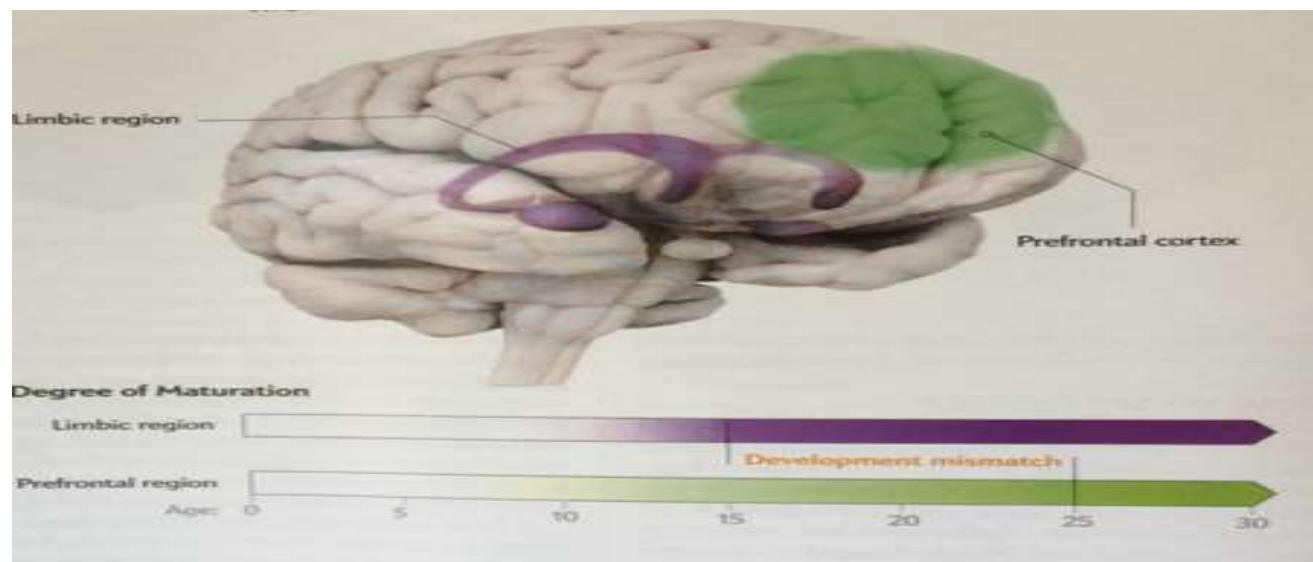 Limbic region
Prefrontal cortex
Degree of Maturation
Limbic region
Development mismatch
Prefrontal region
Age: 0 5 10 15 20 25 30